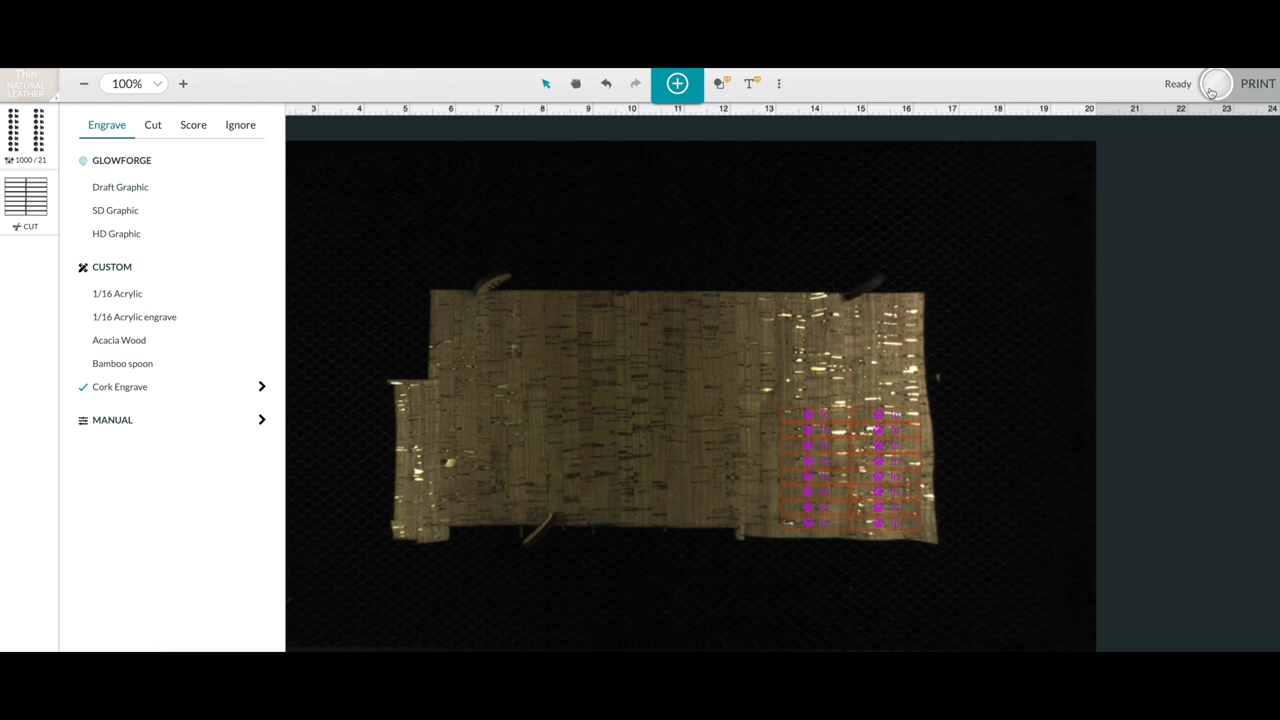 Thin
NATURAL
LEATHER
100%
Ready
PRINT
3 4 5 6 7 8 9 10 11 12 13 14 15 16 17 18 19 20 21 22 23 24
1000 / 21
CUT
Engrave Cut Score Ignore
GLOWFORGE
Draft Graphic
SD Graphic
HD Graphic
CUSTOM
1/16 Acrylic
1/16 Acrylic engrave
Acacia Wood
Bamboo spoon
Cork Engrave
MANUAL